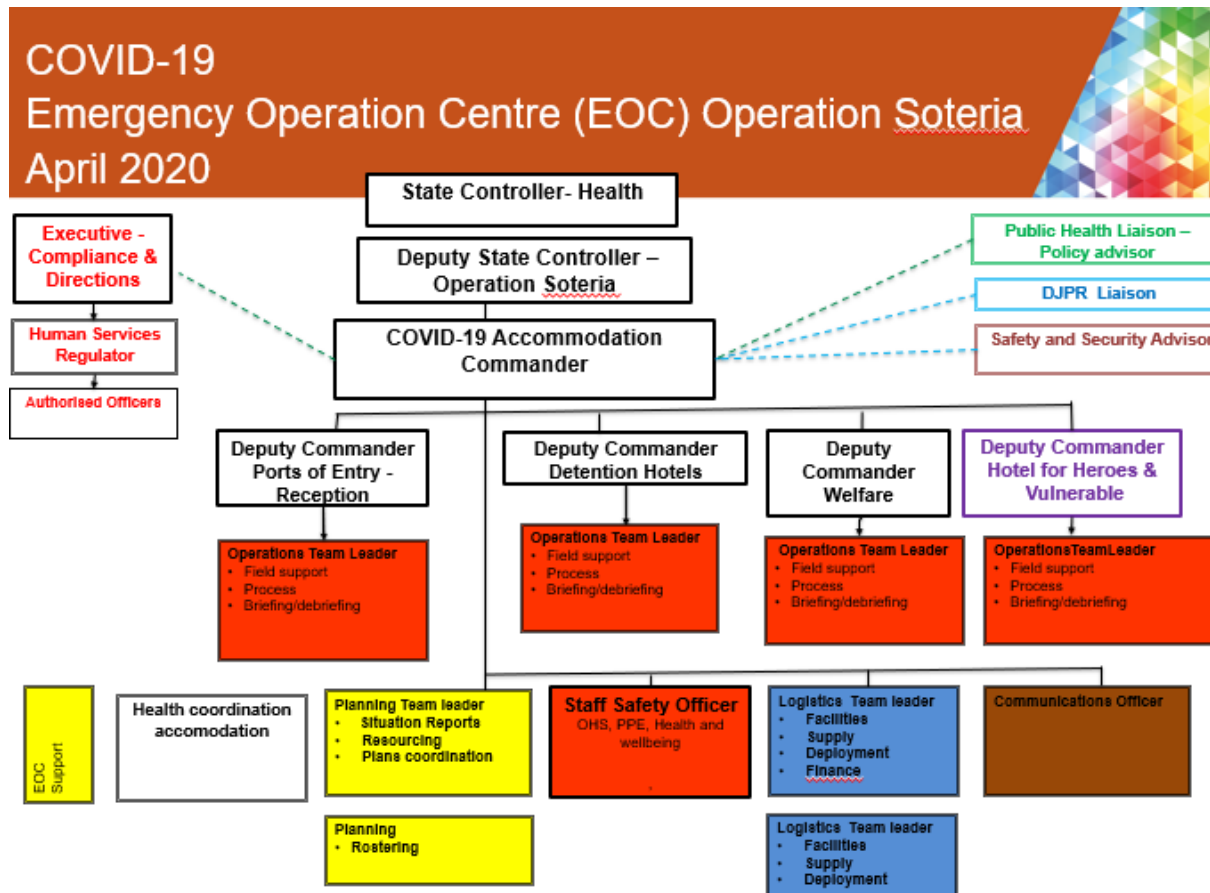 COVID-19
Emergency Operation Centre (EOC) Operation Soteria
April 2020
State Controller- Health
Deputy State Controller –
Operation Soteria
COVID-19 Accommodation
Commander
Executive -
Compliance &
Directions
Human Services
Regulator
Authorised Officers
Public Health Liaison –
Policy advisor
DJPR Liaison
Safety and Security Advisor
Deputy Commander
Ports of Entry -
Reception
Deputy Commander
Detention Hotels
Deputy
Commander
Welfare
Deputy Commander
Hotel for Heroes &
Vulnerable
Operations Team Leader
• Field support
• Process
• Briefing/debriefing
Operations Team Leader
• Field support
• Process
• Briefing/debriefing
Operations Team Leader
• Field support
• Process
• Briefing/debriefing
OperationsTeamLeader
• Field support
• Process
• Briefing/debriefing
EOC
Support
Health coordination
accomodation
Planning Team leader
• Situation Reports
• Resourcing
• Plans coordination
Staff Safety Officer
OHS, PPE, Health and
wellbeing
.
Logistics Team leader
• Facilities
• Supply
• Deployment
• Finance
Communications Officer
Planning
• Rostering
Logistics Team leader
• Facilities
• Supply
• Deployment